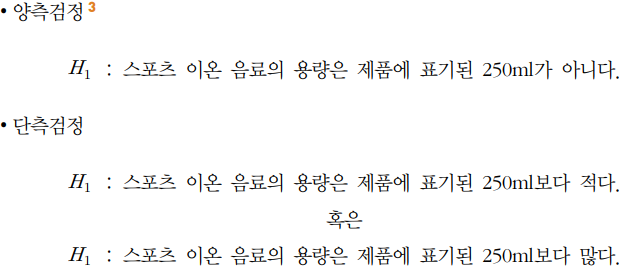 • 양측검정 3
H₁ : 스포츠 이온 음료의 용량은 제품에 표기된 250ml가 아니다.
• 단측검정
H₁ : 스포츠 이온 음료의 용량은 제품에 표기된 250ml보다 적다.
혹은
H₁ : 스포츠 이온 음료의 용량은 제품에 표기된 250ml보다 많다.